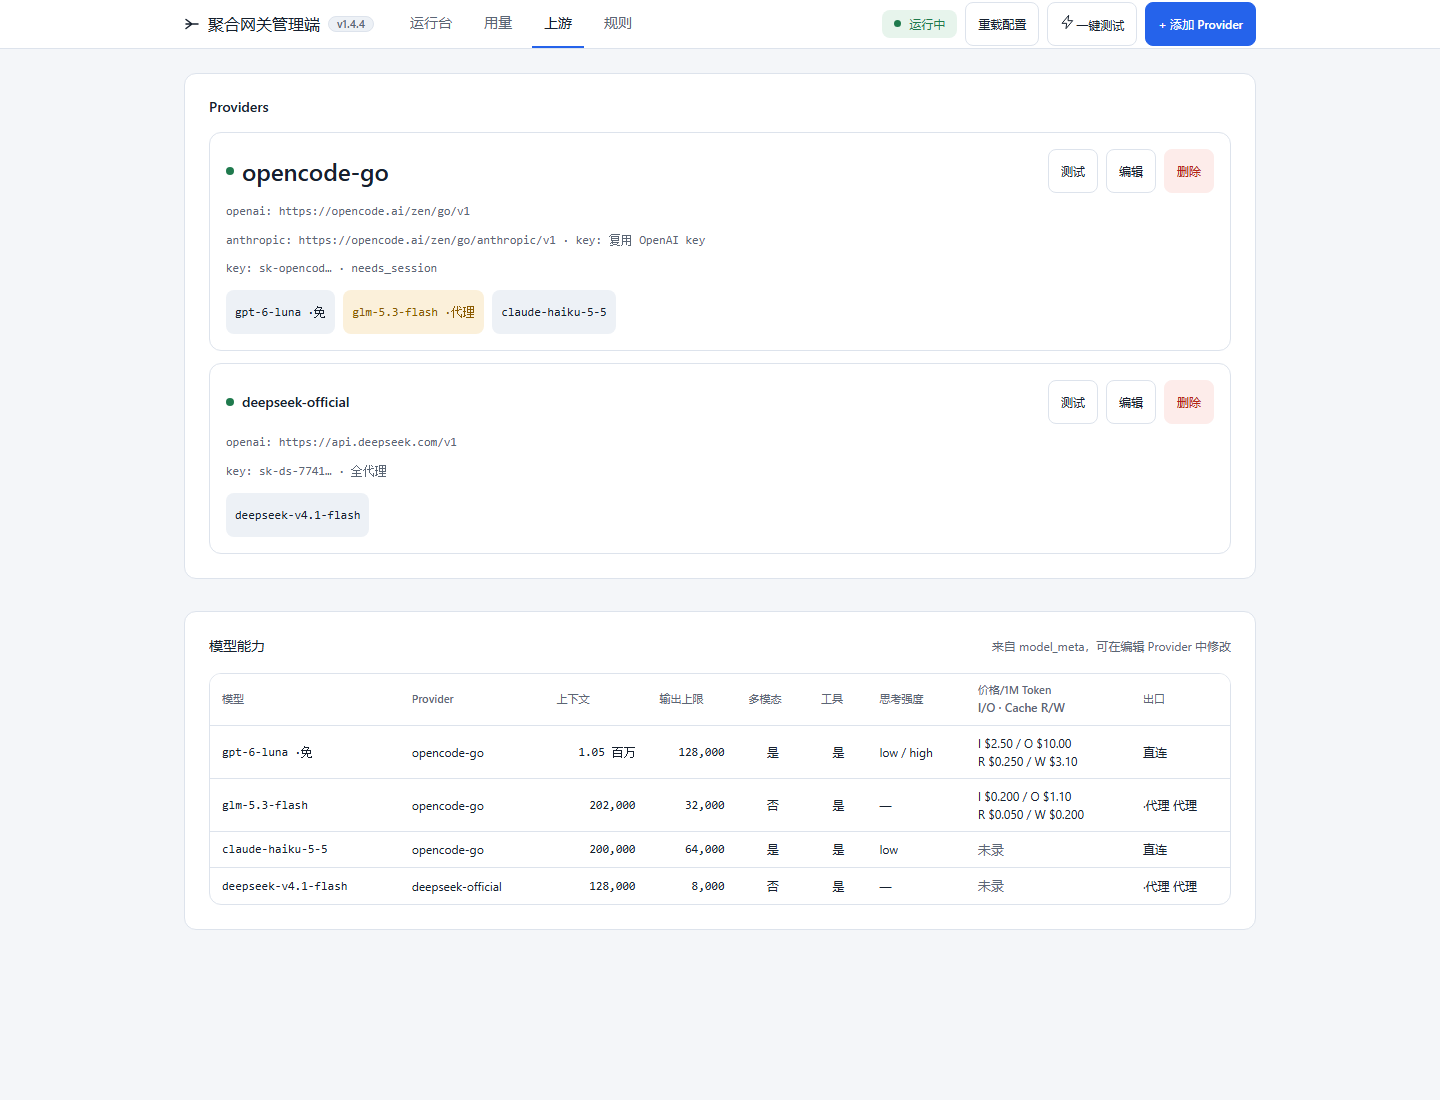 聚合网关管理端 v1.4.4 运行台 用量 上游 规则 运行中 重载配置 一键测试 + 添加 Provider
Providers
opencode-go 测试 编辑 删除
openai: https://opencode.ai/zen/go/v1
anthropic: https://opencode.ai/zen/go/anthropic/v1 · key: 复用 OpenAI key
key: sk-opencod… · needs_session
gpt-6-luna ·免 glm-5.3-flash ·代理 claude-haiku-5-5
deepseek-official 测试 编辑 删除
openai: https://api.deepseek.com/v1
key: sk-ds-7741… · 全代理
deepseek-v4.1-flash
模型能力 来自 model_meta，可在编辑 Provider 中修改
模型 Provider 上下文 输出上限 多模态 工具 思考强度 价格/1M Token 出口
I/O · Cache R/W
gpt-6-luna ·免 opencode-go 1.05 百万 128,000 是 是 low / high I $2.50 / O $10.00 直连
R $0.250 / W $3.10
glm-5.3-flash opencode-go 202,000 32,000 否 是 — I $0.200 / O $1.10 ·代理 代理
R $0.050 / W $0.200
claude-haiku-5-5 opencode-go 200,000 64,000 是 是 low 未录 直连
deepseek-v4.1-flash deepseek-official 128,000 8,000 否 是 — 未录 ·代理 代理